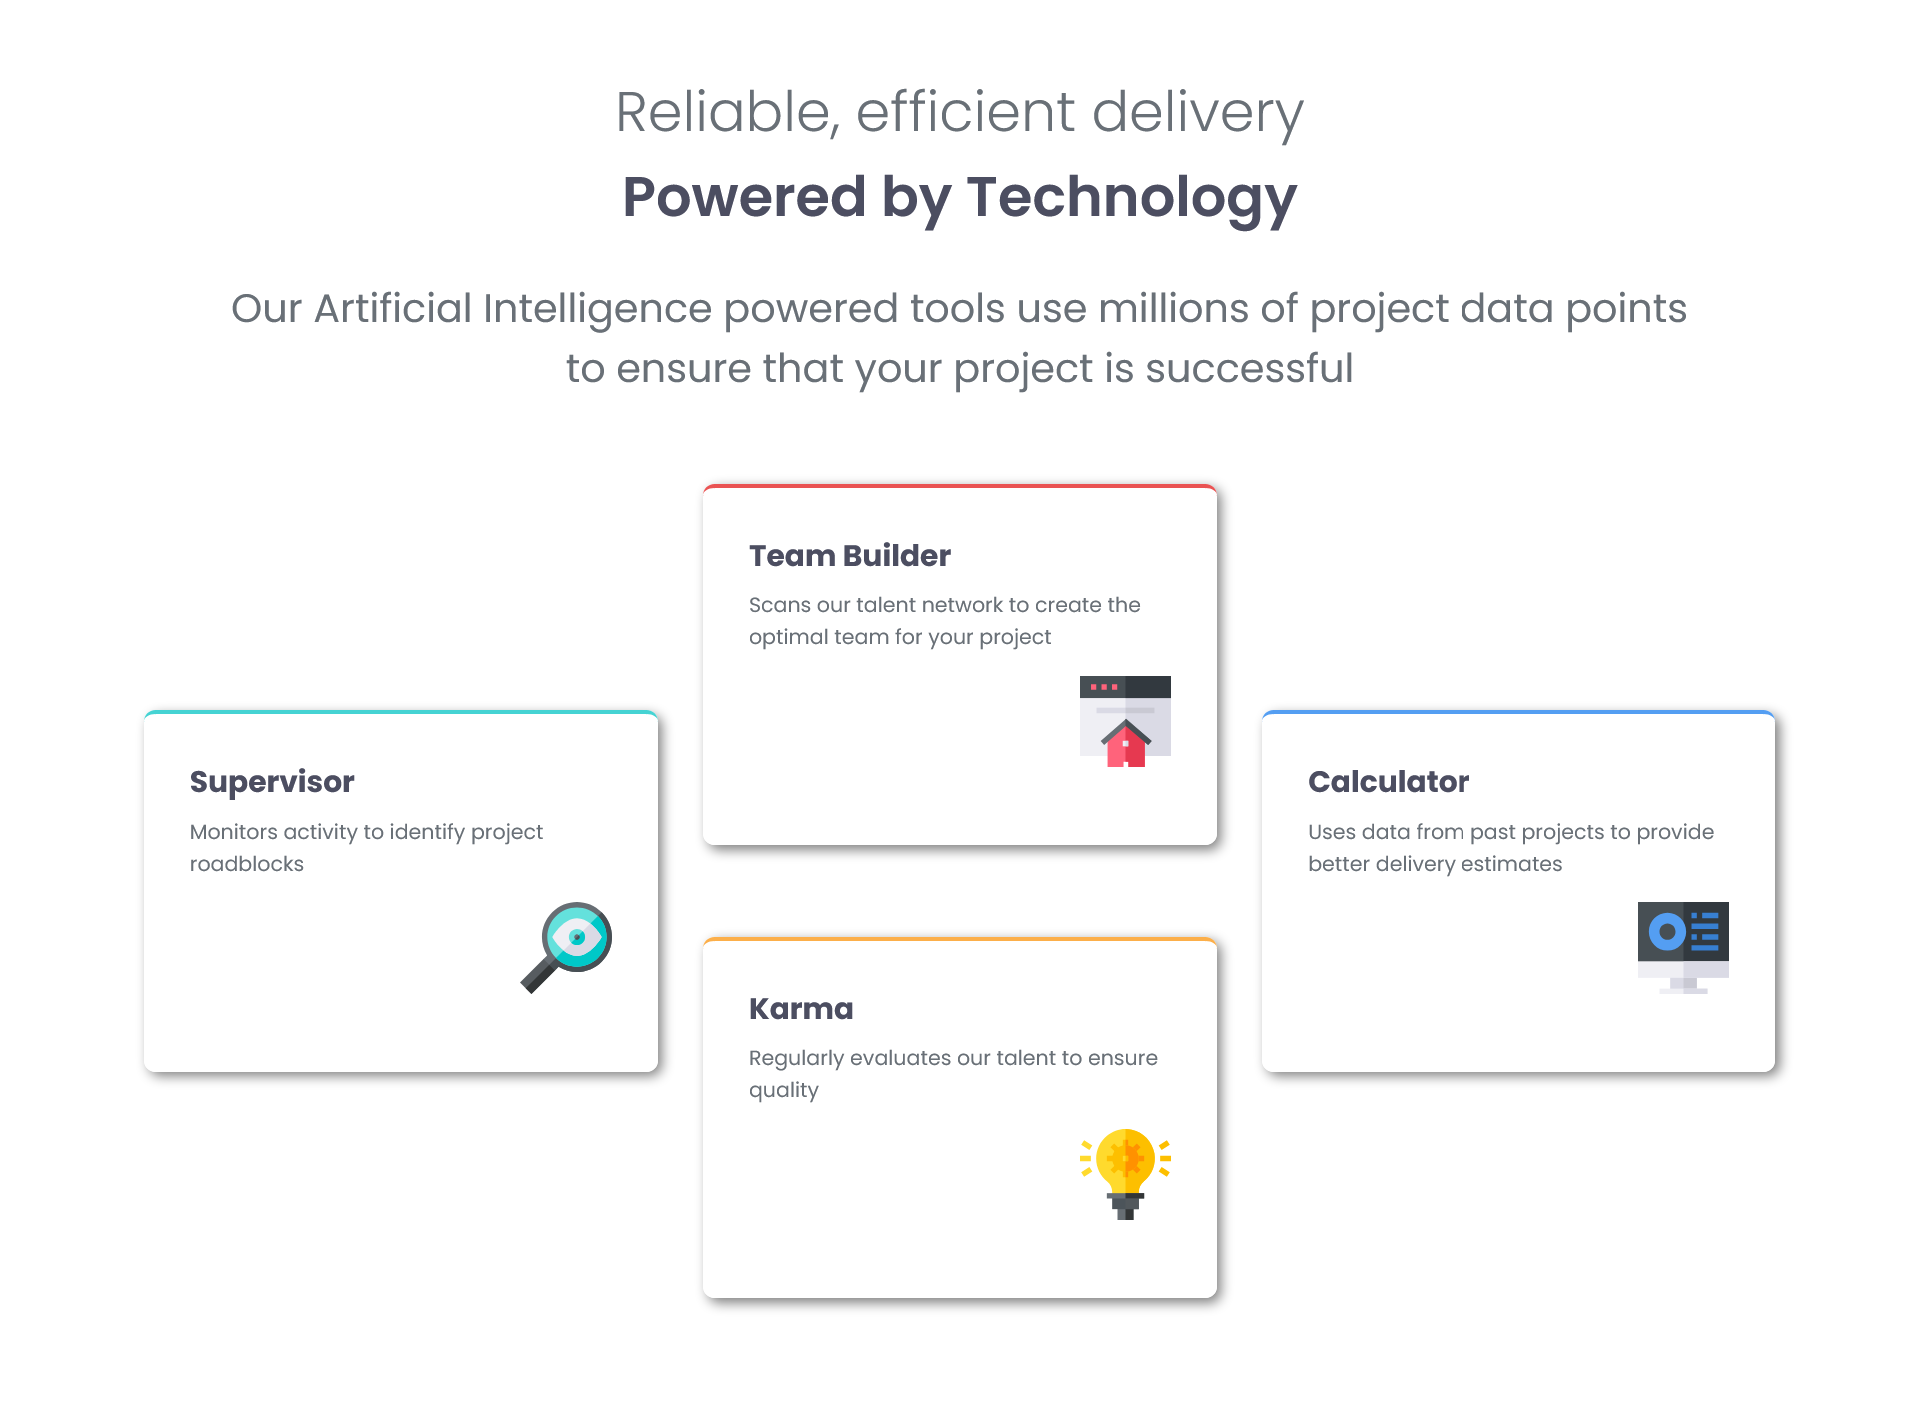 Reliable, efficient delivery
Powered by Technology
Our Artificial Intelligence powered tools use millions of project data points
to ensure that your project is successful
Supervisor
Monitors activity to identify project
roadblocks
Team Builder
Scans our talent network to create the
optimal team for your project
Karma
Regularly evaluates our talent to ensure
quality
Calculator
Uses data from past projects to provide
better delivery estimates